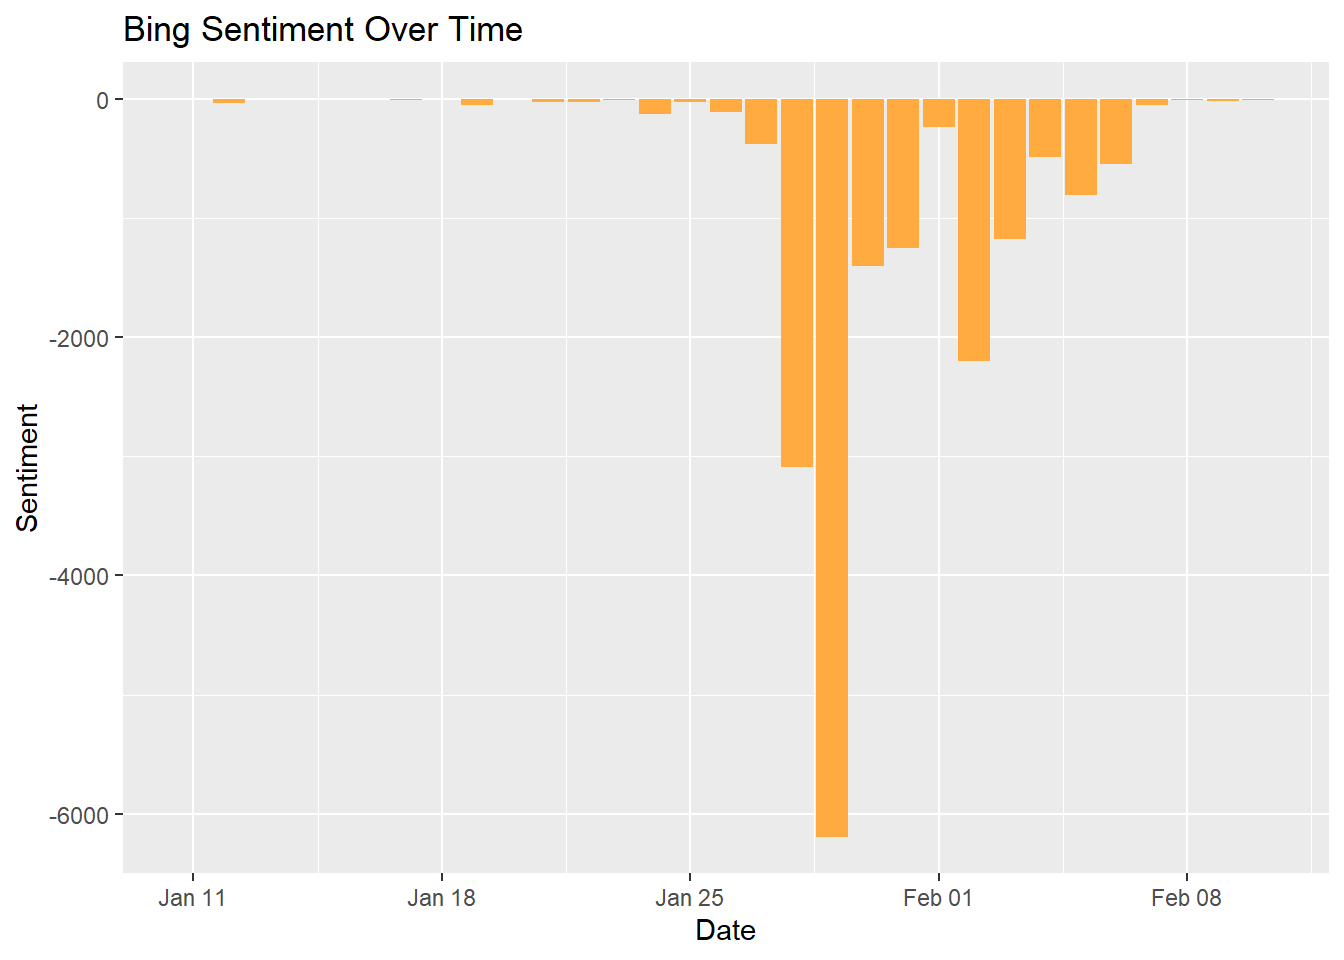 Bing Sentiment Over Time
0
-2000
-4000
-6000
Sentiment
Jan 11
Jan 18
Jan 25
Feb 01
Feb 08
Date